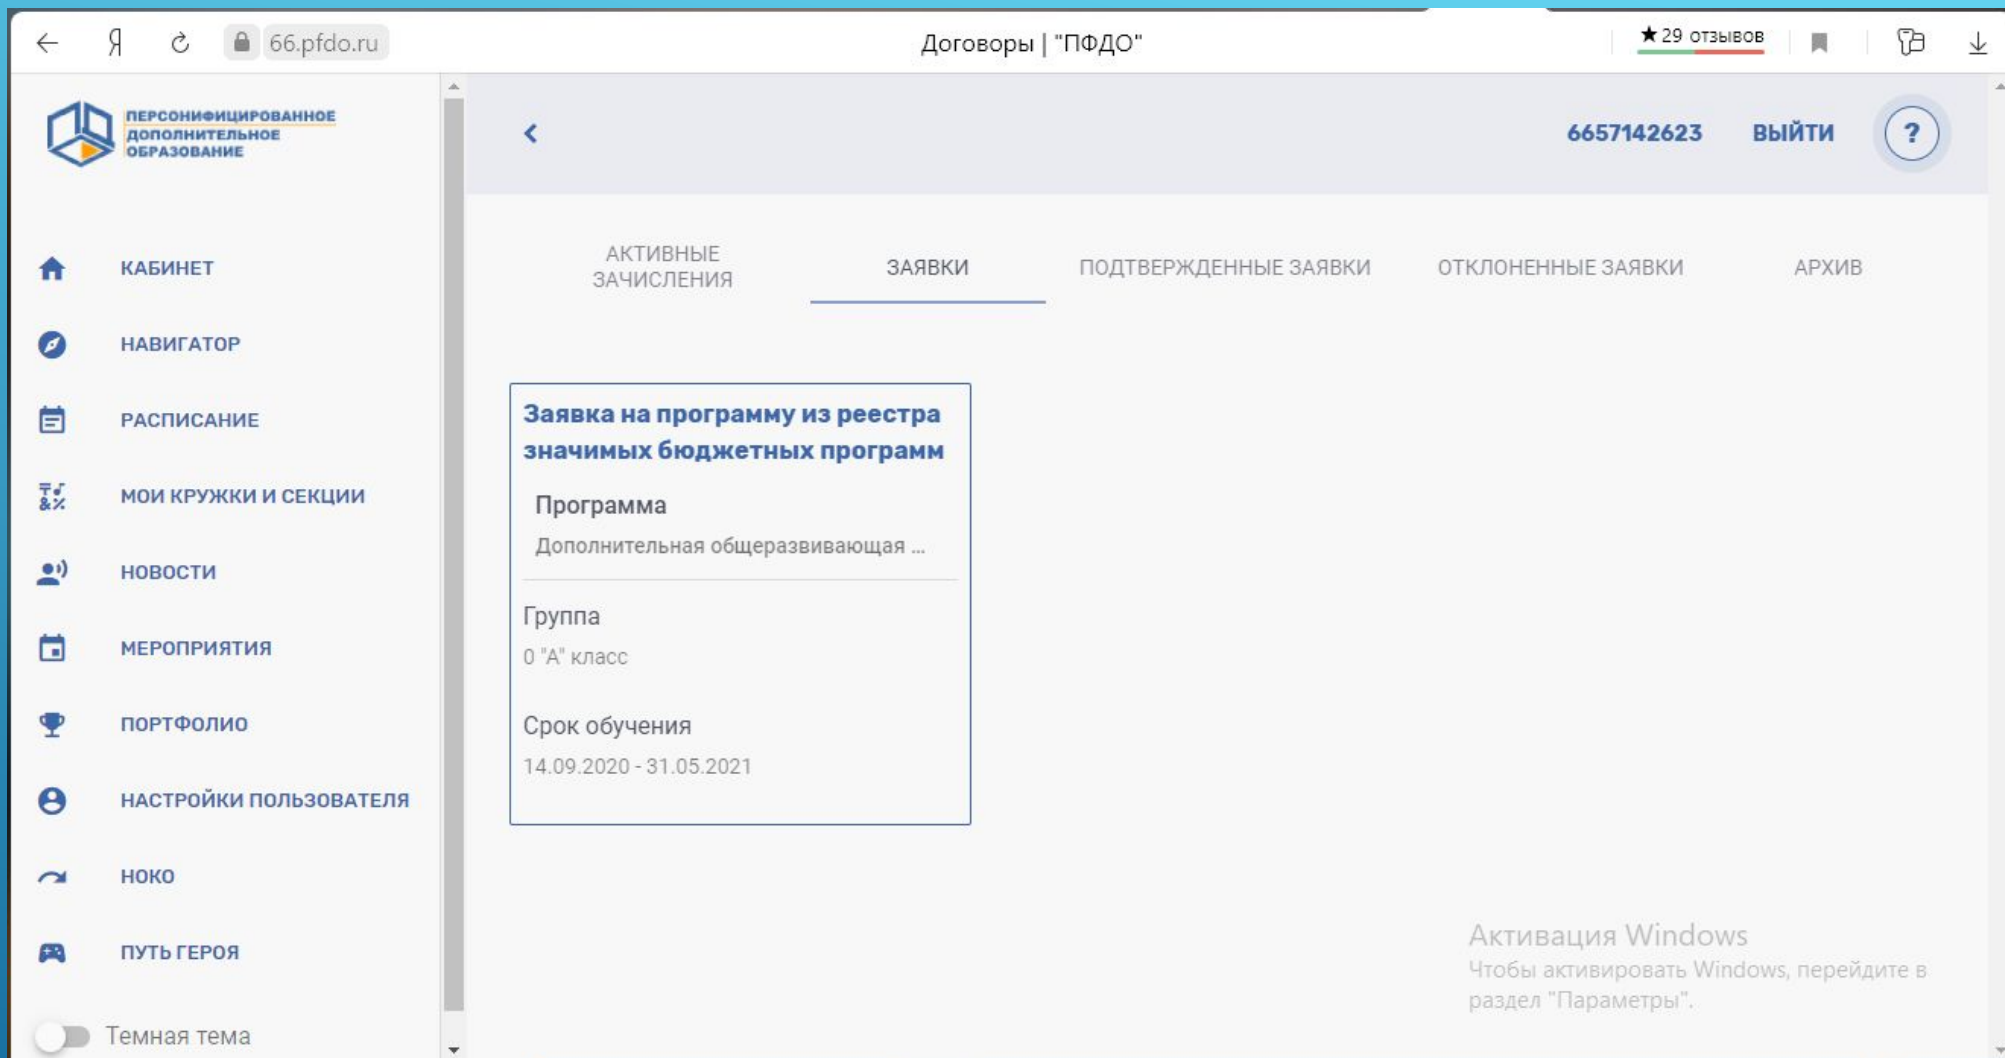 66.pfdo.ru
Договоры | "ПФДО"
★ 29 отзывов
ПЕРСОНИФИЦИРОВАННОЕ
ДОПОЛНИТЕЛЬНОЕ
ОБРАЗОВАНИЕ
6657142623
ВЫЙТИ
?
КАБИНЕТ
НАВИГАТОР
РАСПИСАНИЕ
МОИ КРУЖКИ И СЕКЦИИ
НОВОСТИ
МЕРОПРИЯТИЯ
ПОРТФОЛИО
НАСТРОЙКИ ПОЛЬЗОВАТЕЛЯ
НОКО
ПУТЬ ГЕРОЯ
Темная тема
АКТИВНЫЕ
ЗАЧИСЛЕНИЯ
ЗАЯВКИ
ПОДТВЕРЖДЕННЫЕ ЗАЯВКИ
ОТКЛОНЕННЫЕ ЗАЯВКИ
АРХИВ
Заявка на программу из реестра
значимых бюджетных программ
Программа
Дополнительная общеразвивающая ...
Группа
0 "А" класс
Срок обучения
14.09.2020 - 31.05.2021
Активация Windows
Чтобы активировать Windows, перейдите в
раздел "Параметры".